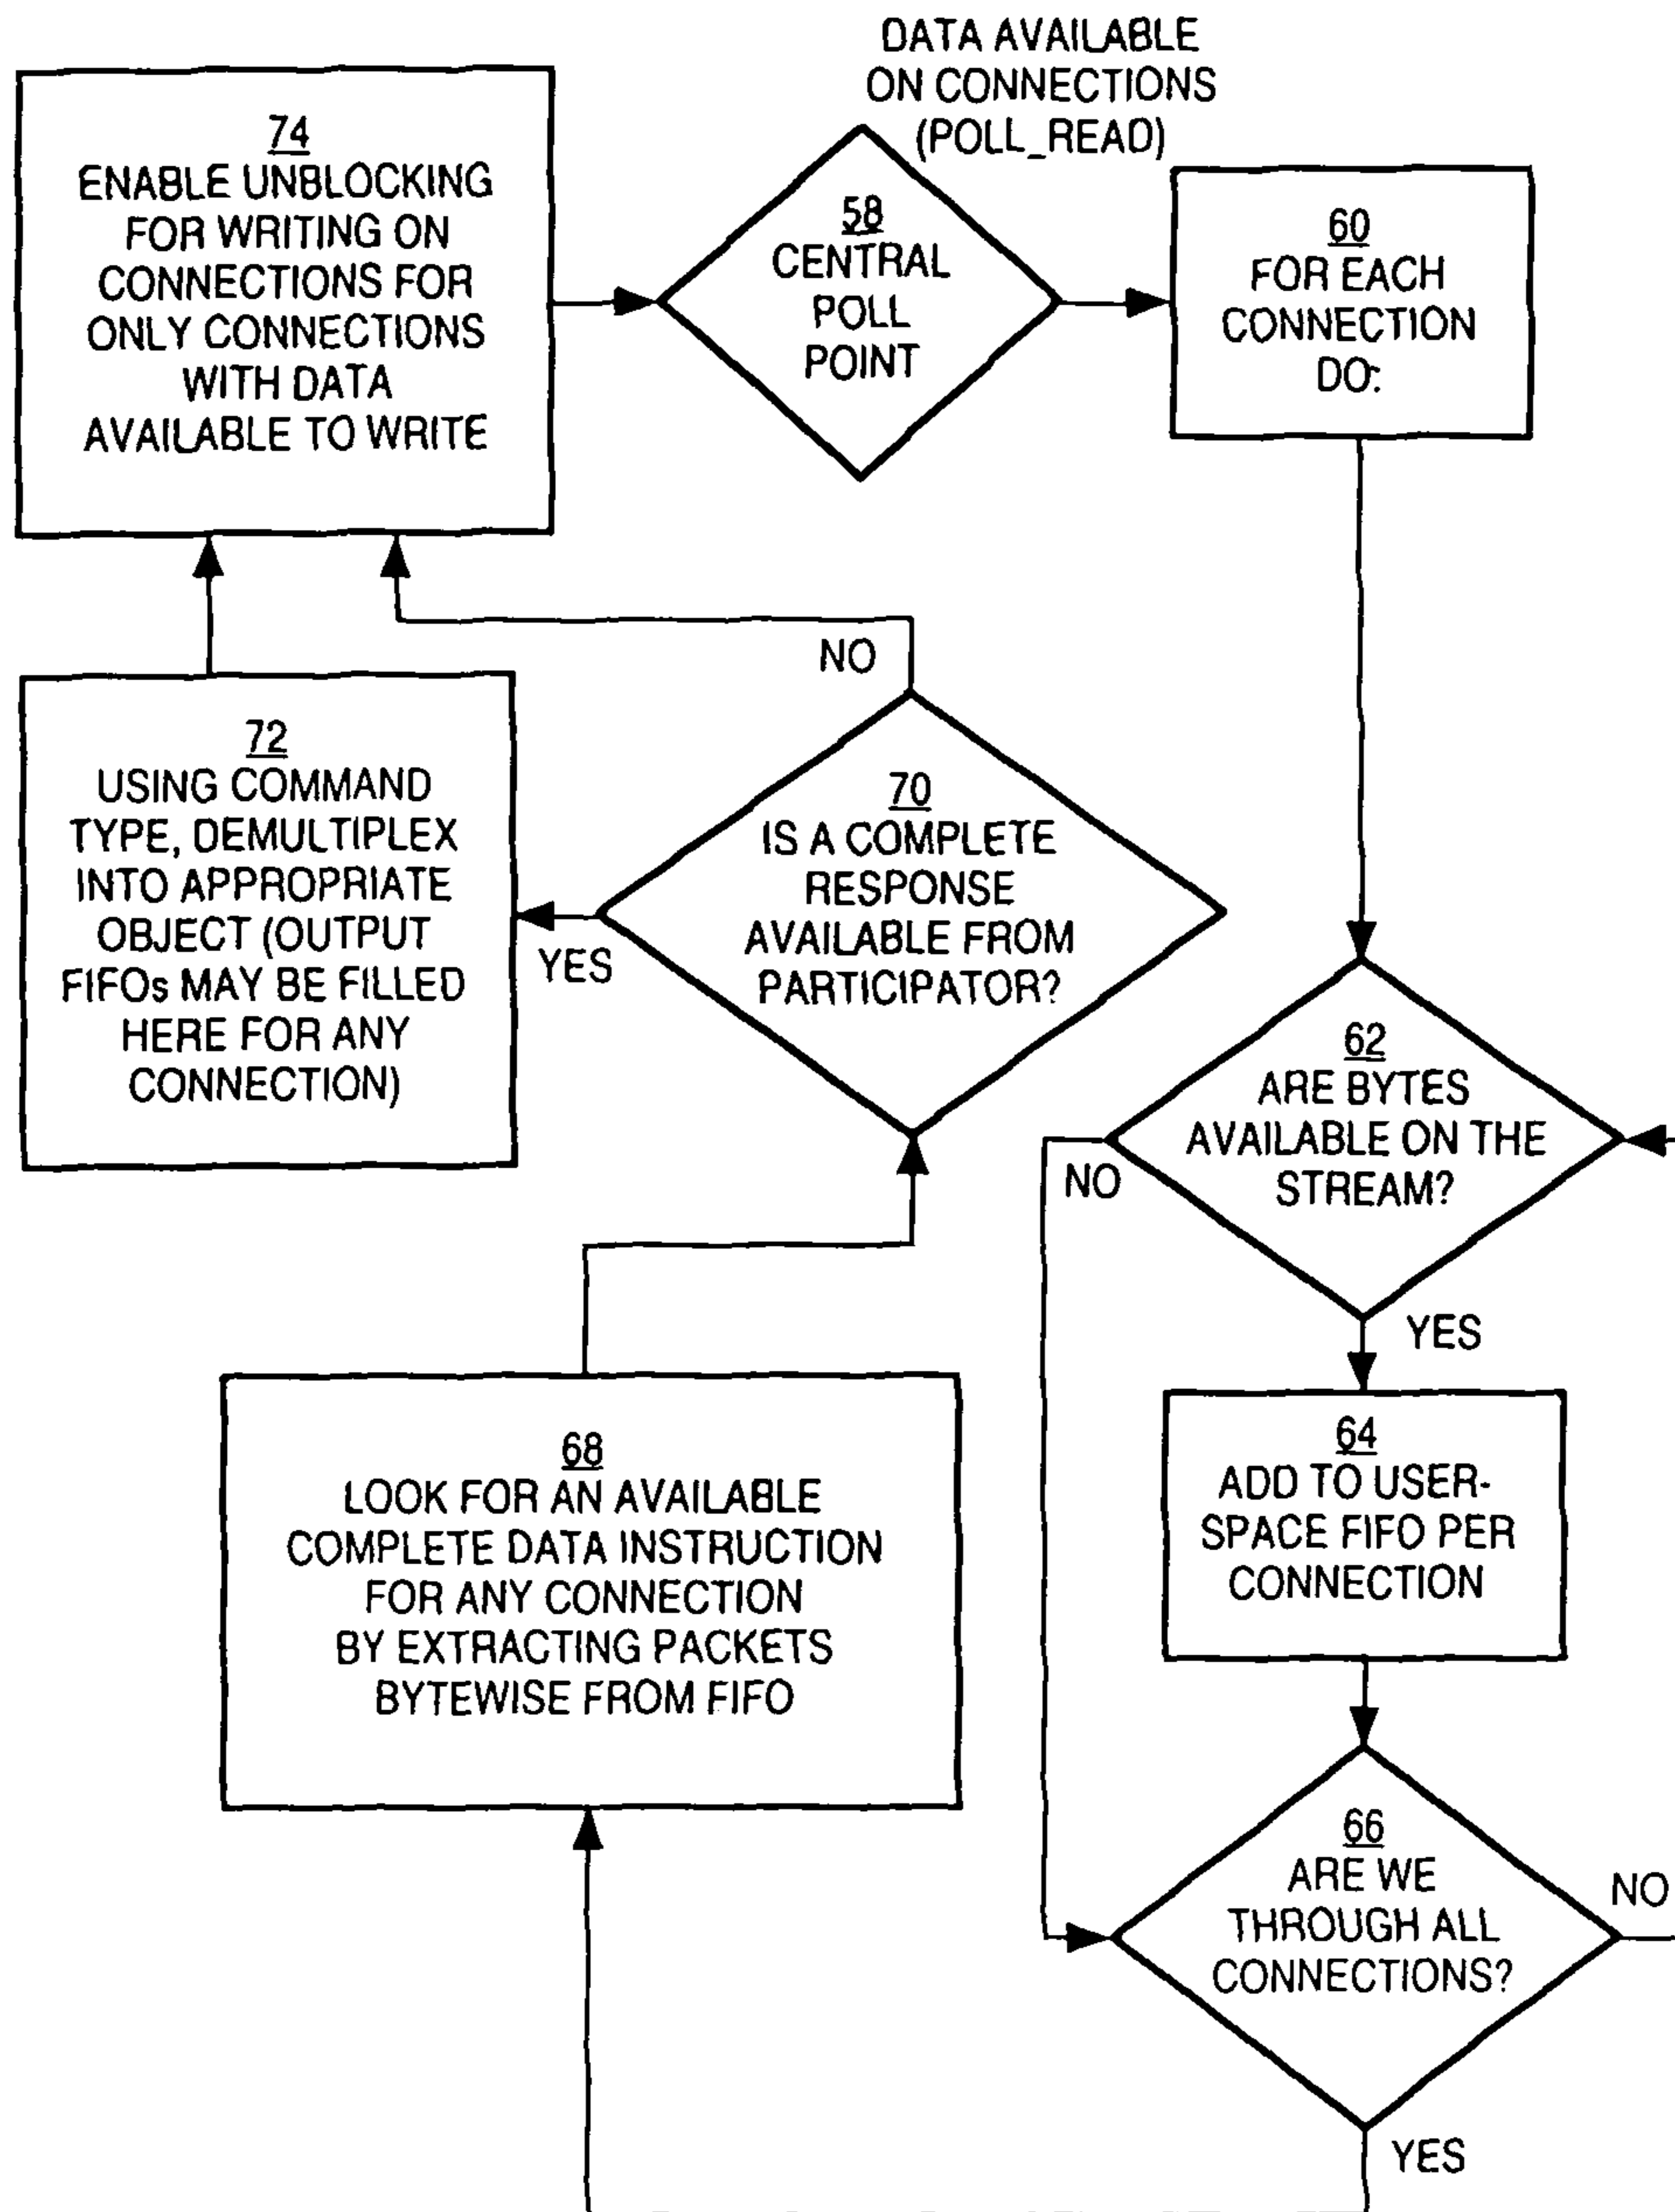 DATA AVAILABLE
ON CONNECTIONS
(POLL_READ)
74
ENABLE UNBLOCKING
FOR WRITING ON
CONNECTIONS FOR
ONLY CONNECTIONS
WITH DATA
AVAILABLE TO WRITE
58
CENTRAL
POLL
POINT
60
FOR EACH
CONNECTION
DO:
NO
72
USING COMMAND
TYPE, DEMULTIPLEX
INTO APPROPRIATE
OBJECT (OUTPUT
FIFOs MAY BE FILLED
HERE FOR ANY
CONNECTION)
YES
70
IS A COMPLETE
RESPONSE
AVAILABLE FROM
PARTICIPATOR?
62
ARE BYTES
AVAILABLE ON THE
STREAM?
NO
YES
68
LOOK FOR AN AVAILABLE
COMPLETE DATA INSTRUCTION
FOR ANY CONNECTION
BY EXTRACTING PACKETS
BYTEWISE FROM FIFO
64
ADD TO USER-
SPACE FIFO PER
CONNECTION
66
ARE WE
THROUGH ALL
CONNECTIONS?
NO
YES